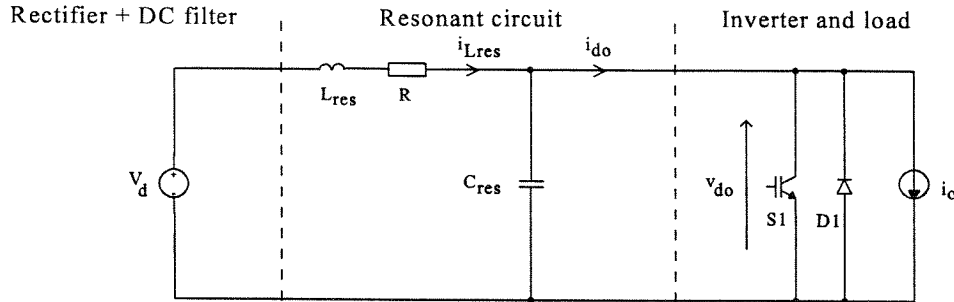 Rectifier + DC filter
Resonant circuit
Inverter and load
i_Lres
i_do
L_res
R
V_d
+
-
C_res
v_do
S1
D1
i_o